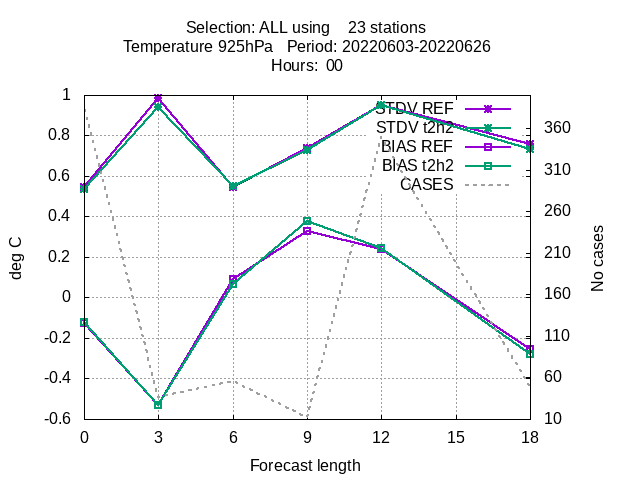 Selection: ALL using 23 stations
Temperature 925hPa Period: 20220603-20220626
Hours: 00
1
0.8
0.6
0.4
0.2
0
-0.2
-0.4
-0.6
deg C
STDV REF
STDV t2h2
BIAS REF
BIAS t2h2
CASES
360
310
260
210
160
110
60
10
No cases
0 3 6 9 12 15 18
Forecast length